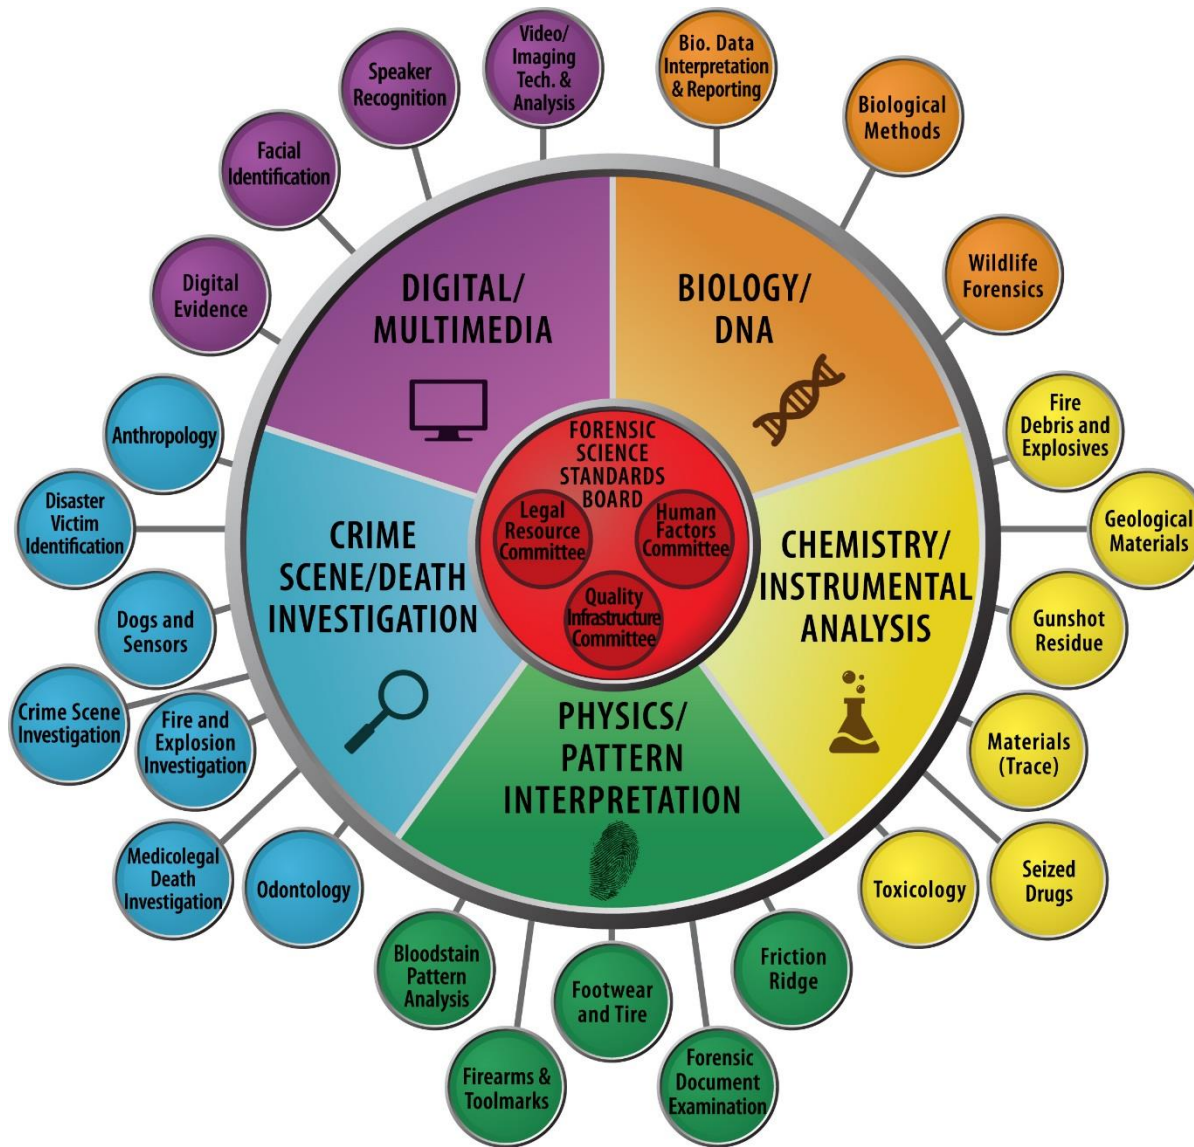 Video/
Imaging
Tech. &
Analysis
Bio. Data
Interpretation
& Reporting
Speaker
Recognition
Biological
Methods
Facial
Identification
Wildlife
Forensics
Digital
Evidence
DIGITAL/
MULTIMEDIA
BIOLOGY/
DNA
Anthropology
Fire
Debris and
Explosives
FORENSIC
SCIENCE
STANDARDS
BOARD
Legal
Resource
Committee
Human
Factors
Committee
Quality
Infrastructure
Committee
Disaster
Victim
Identification
Geological
Materials
CRIME
SCENE/DEATH
INVESTIGATION
CHEMISTRY/
INSTRUMENTAL
ANALYSIS
Dogs and
Sensors
Gunshot
Residue
Crime Scene
Investigation
Fire and
Explosion
Investigation
PHYSICS/
PATTERN
INTERPRETATION
Materials
(Trace)
Medicolegal
Death
Investigation
Odontology
Toxicology
Seized
Drugs
Bloodstain
Pattern
Analysis
Footwear
and Tire
Friction
Ridge
Firearms &
Toolmarks
Forensic
Document
Examination